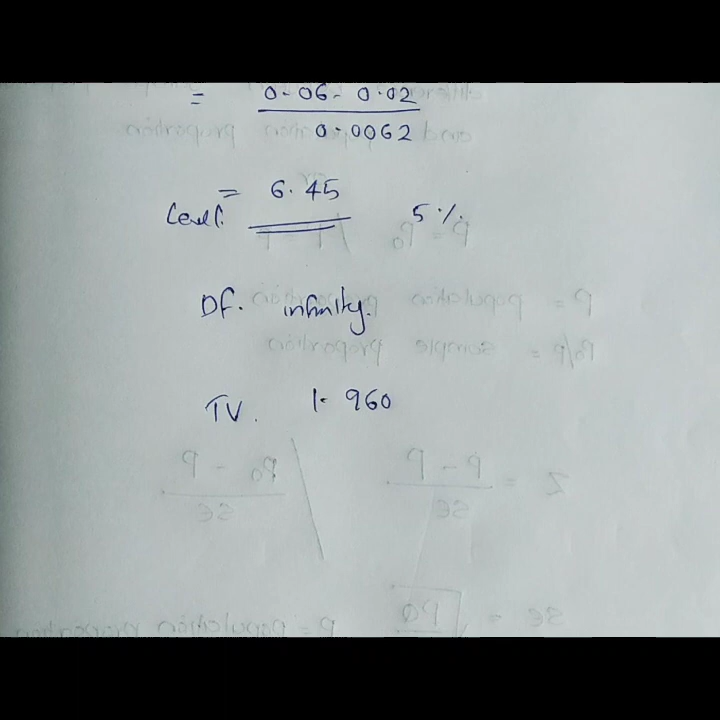 = 0.06 - 0.02
0.0062
= 6.45
Level: 5%
DF. infinity.
TV. 1.960